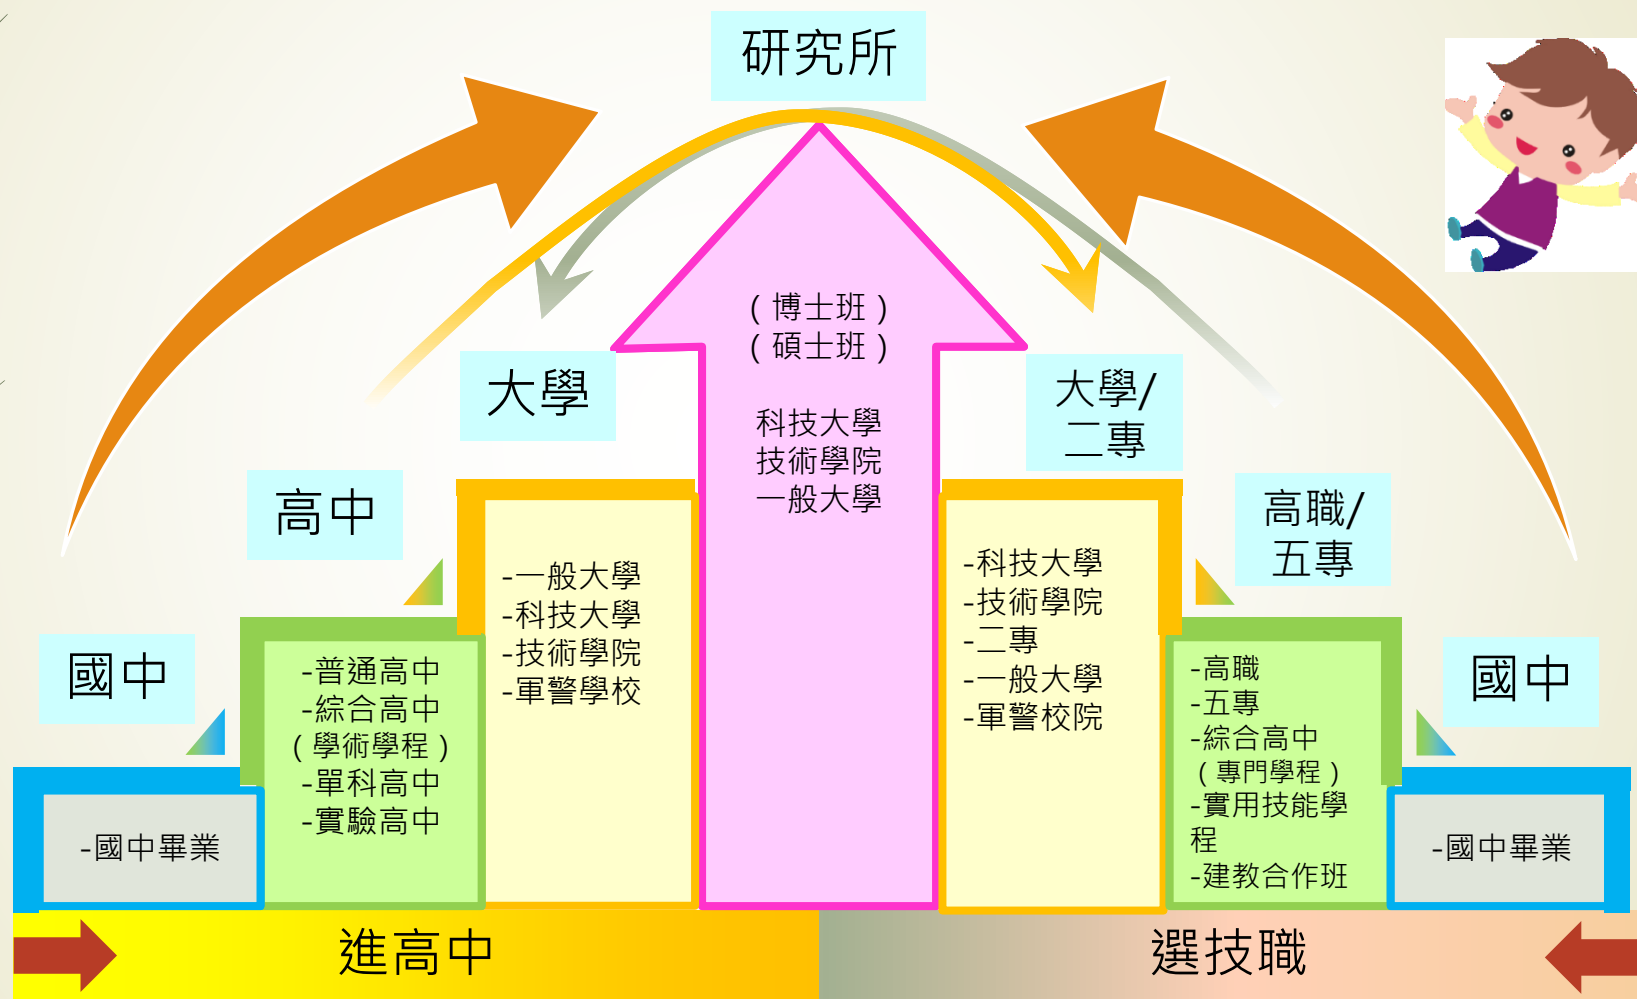 研究所
(博士班)
(碩士班)
科技大學
技術學院
一般大學
大學
大學/
二專
高中
高職/
五專
國中
國中
-一般大學
-科技大學
-技術學院
-軍警學校
-科技大學
-技術學院
-二專
-一般大學
-軍警校院
-普通高中
-綜合高中
(學術學程)
-單科高中
-實驗高中
-高職
-五專
-綜合高中
(專門學程)
-實用技能學
程
-建教合作班
-國中畢業
-國中畢業
進高中
選技職